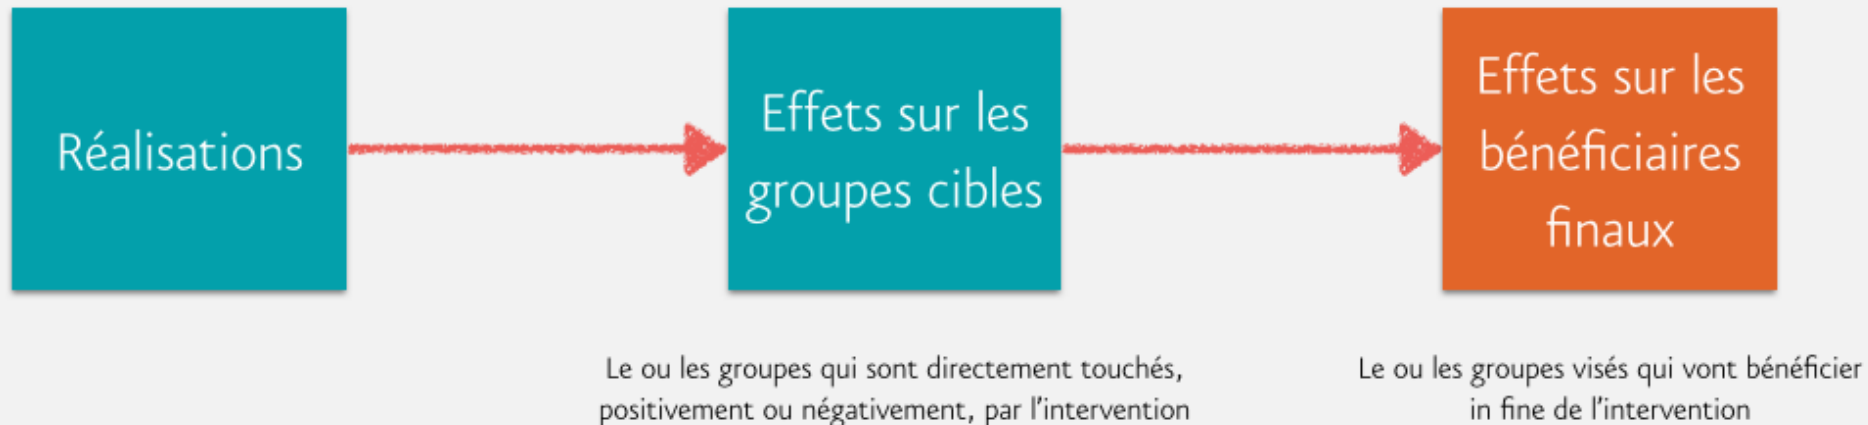 Réalisations
Effets sur les
groupes cibles
Effets sur les
bénéficiaires
finaux
Le ou les groupes qui sont directement touchés,
positivement ou négativement, par l'intervention
Le ou les groupes visés qui vont bénéficier
in fine de l'intervention